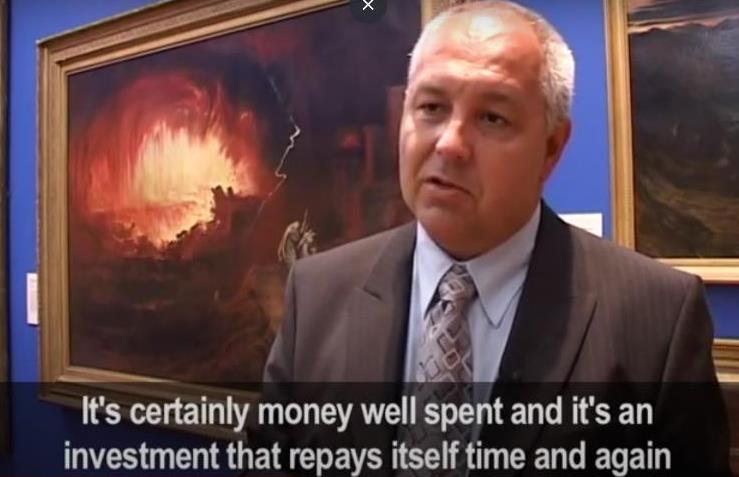 It's certainly money well spent and it's an
investment that repays itself time and again